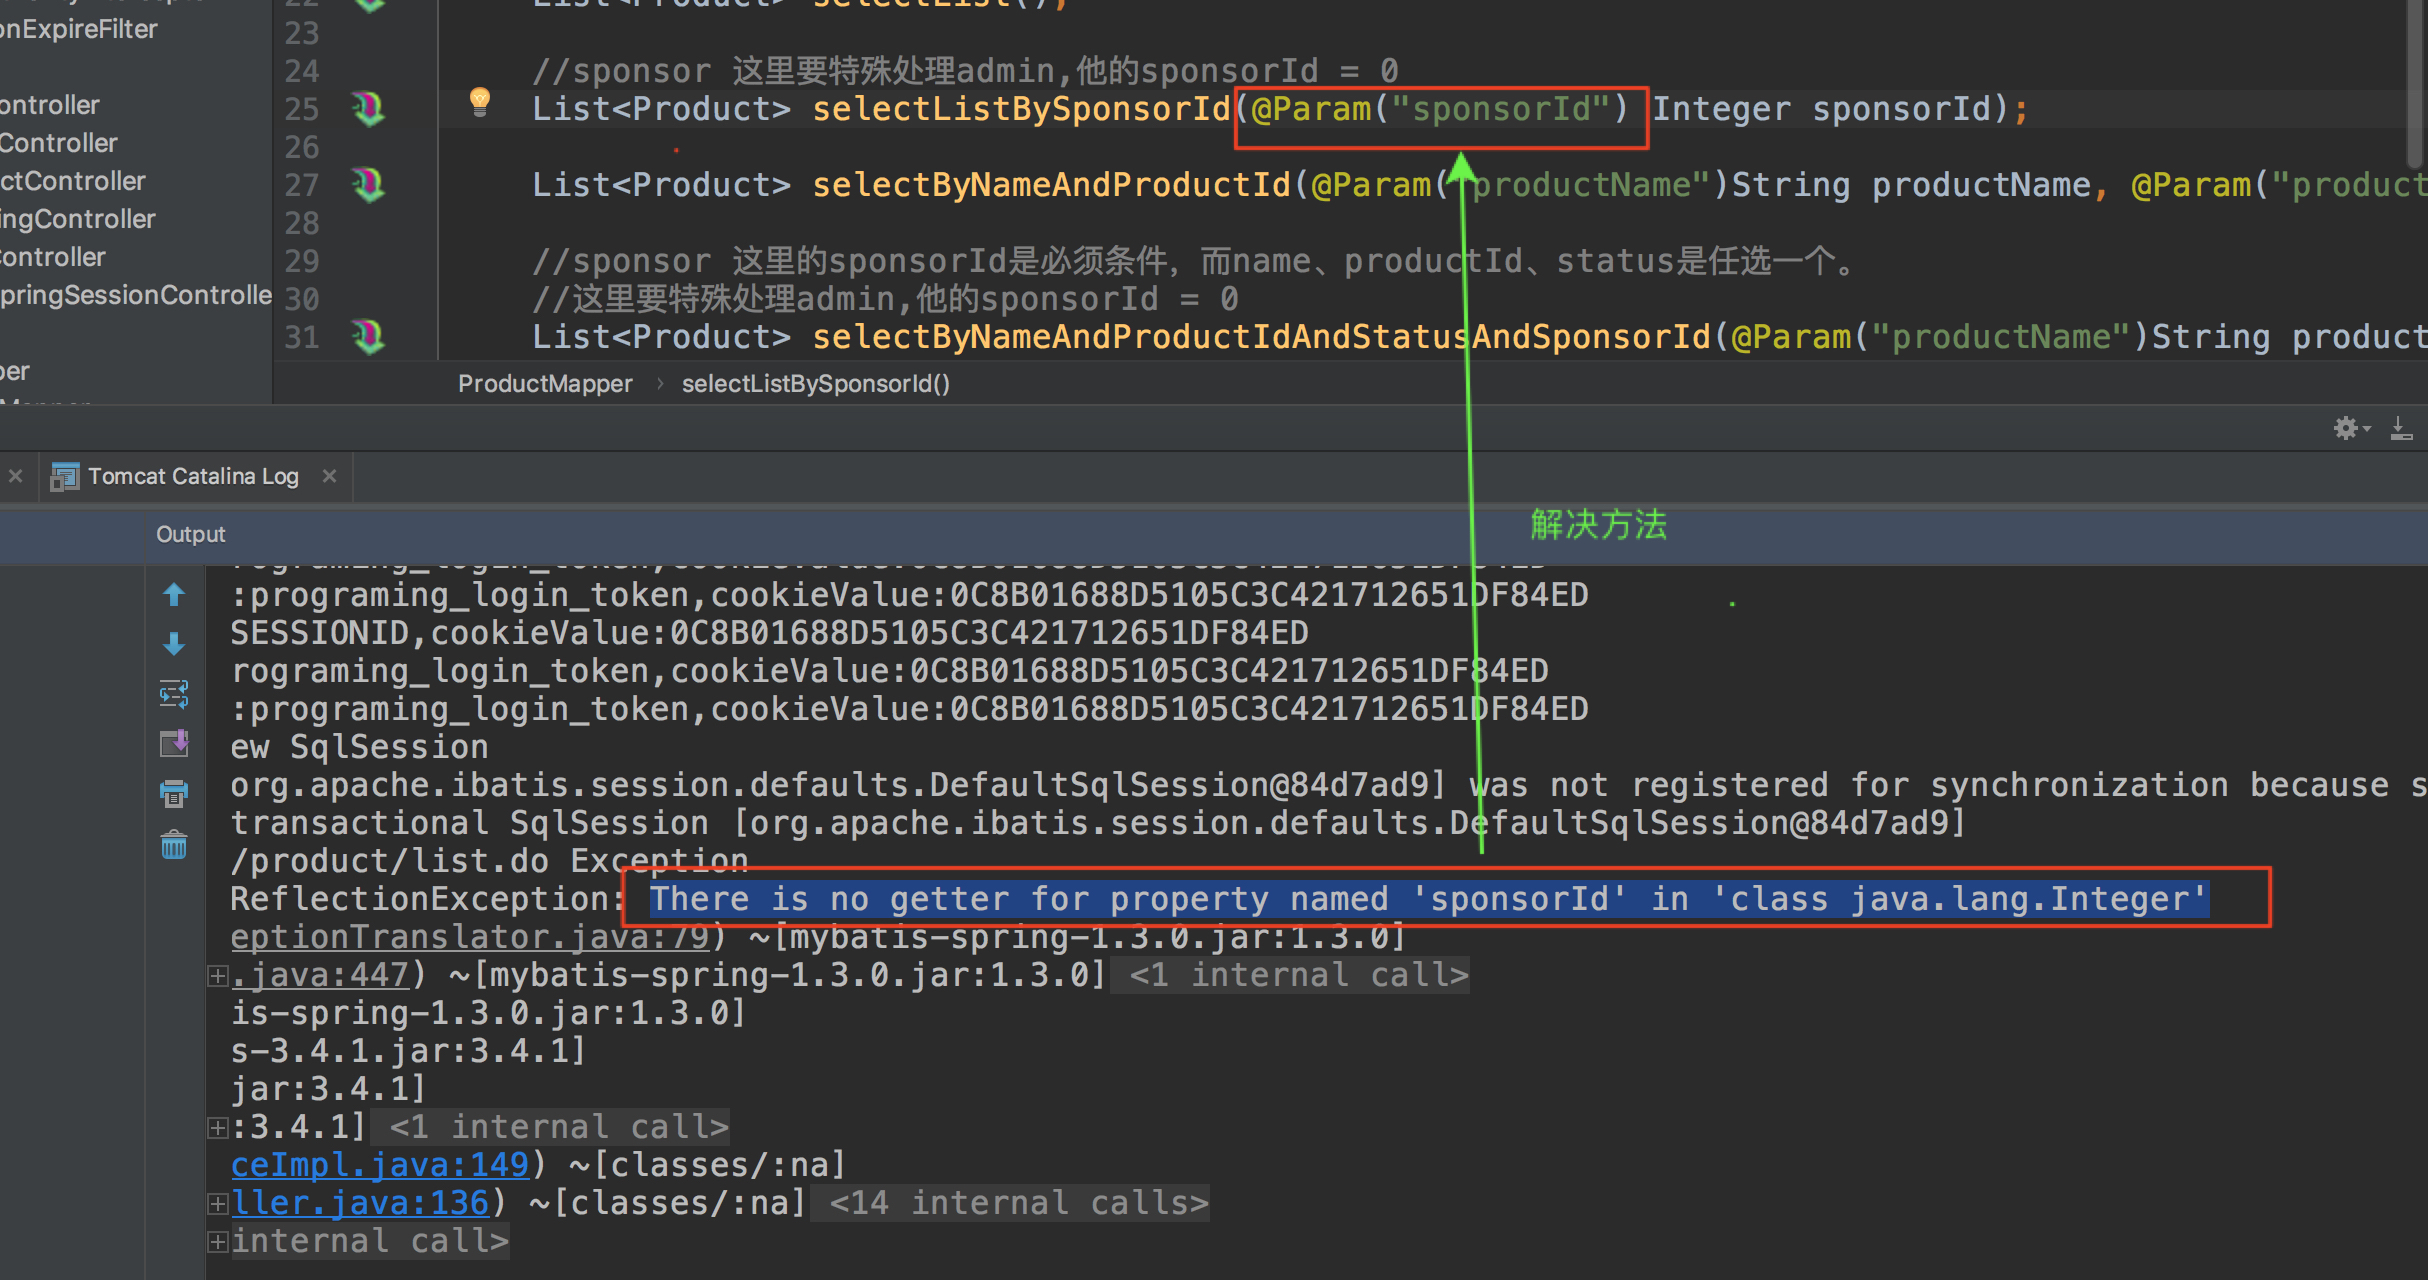 onExpireFilter
ontroller
Controller
ctController
ingController
Controller
pringSessionControlle
per
22 List<Product> selectList();
23
24 //sponsor 这里要特殊处理admin,他的sponsorId = 0
25 List<Product> selectListBySponsorId(@Param("sponsorId") Integer sponsorId);
26
27 List<Product> selectByNameAndProductId(@Param("productName")String productName, @Param("product
28
29 //sponsor 这里的sponsorId是必须条件，而name、productId、status是任选一个。
30 //这里要特殊处理admin,他的sponsorId = 0
31 List<Product> selectByNameAndProductIdAndStatusAndSponsorId(@Param("productName")String product
ProductMapper › selectListBySponsorId()
Tomcat Catalina Log
Output
解决方法
:programing_login_token,cookieValue:0C8B01688D5105C3C421712651DF84ED
SESSIONID,cookieValue:0C8B01688D5105C3C421712651DF84ED
rograming_login_token,cookieValue:0C8B01688D5105C3C421712651DF84ED
:programing_login_token,cookieValue:0C8B01688D5105C3C421712651DF84ED
ew SqlSession
org.apache.ibatis.session.defaults.DefaultSqlSession@84d7ad9] was not registered for synchronization because s
transactional SqlSession [org.apache.ibatis.session.defaults.DefaultSqlSession@84d7ad9]
/product/list.do Exception
ReflectionException: There is no getter for property named 'sponsorId' in 'class java.lang.Integer'
eptionTranslator.java:79) ~[mybatis-spring-1.3.0.jar:1.3.0]
.java:447) ~[mybatis-spring-1.3.0.jar:1.3.0] <1 internal call>
is-spring-1.3.0.jar:1.3.0]
s-3.4.1.jar:3.4.1]
jar:3.4.1]
:3.4.1] <1 internal call>
ceImpl.java:149) ~[classes/:na]
ller.java:136) ~[classes/:na] <14 internal calls>
internal call>